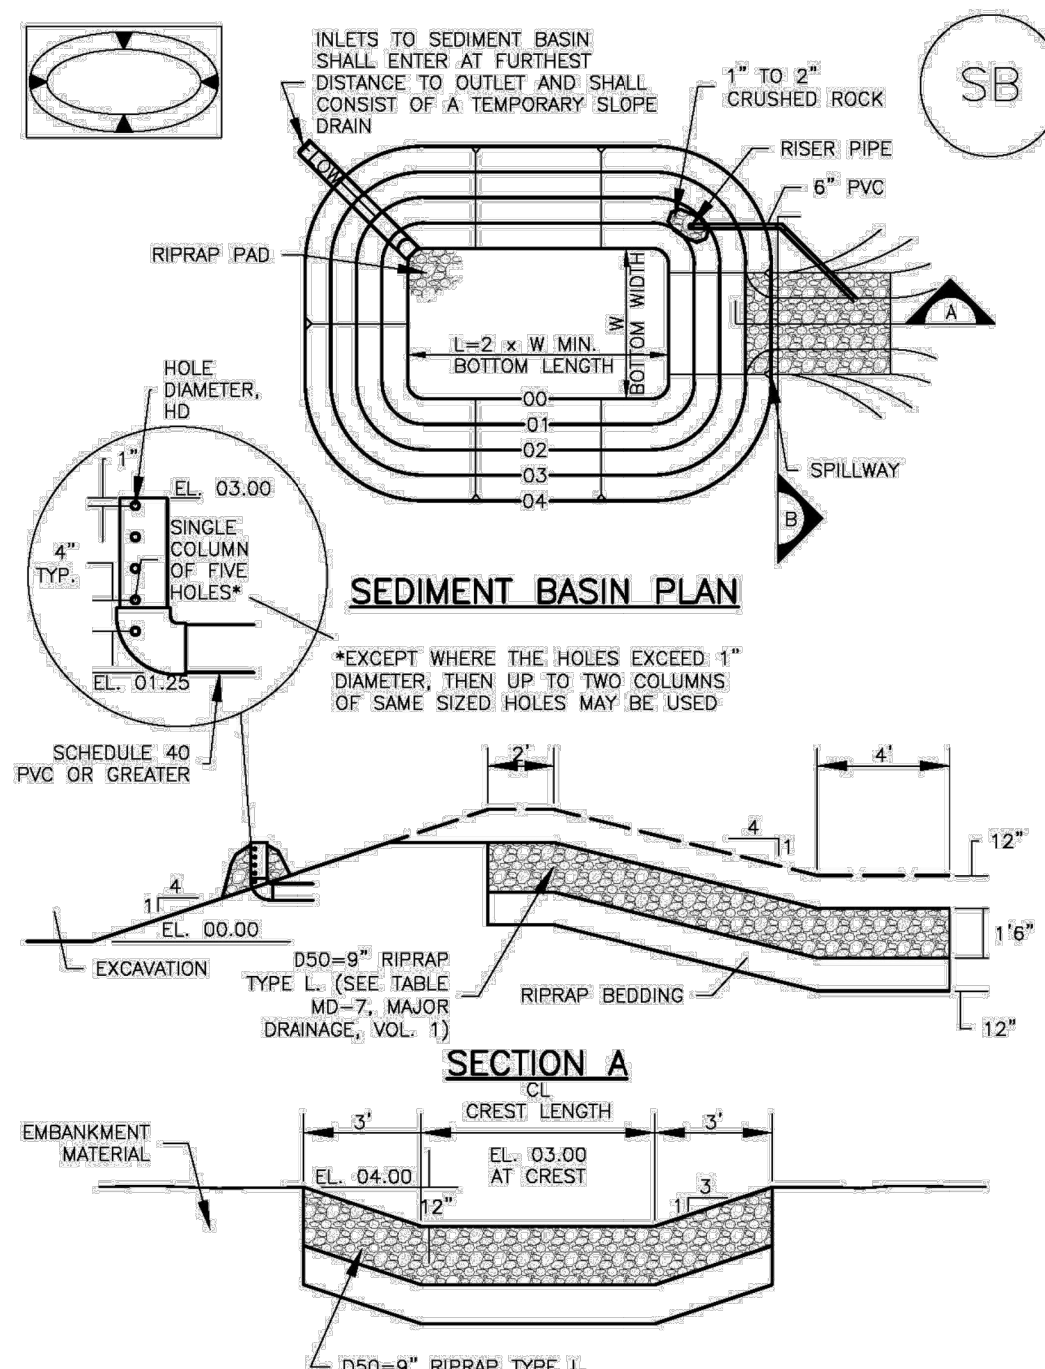 INLETS TO SEDIMENT BASIN
SHALL ENTER AT FURTHEST
DISTANCE TO OUTLET AND SHALL
CONSIST OF A TEMPORARY SLOPE
DRAIN
SB
1" TO 2"
CRUSHED ROCK
RISER PIPE
6" PVC
FLOW
RIPRAP PAD
W
BOTTOM WIDTH
L=2 x W MIN.
BOTTOM LENGTH
A
00
01
02
03
04
SPILLWAY
B
HOLE
DIAMETER,
HD
1"
EL. 03.00
4"
TYP.
SINGLE
COLUMN
OF FIVE
HOLES*
EL. 01.25
SCHEDULE 40
PVC OR GREATER
SEDIMENT BASIN PLAN
*EXCEPT WHERE THE HOLES EXCEED 1"
DIAMETER, THEN UP TO TWO COLUMNS
OF SAME SIZED HOLES MAY BE USED
2'
4'
4
1
12"
4
1
EL. 00.00
EXCAVATION
1'6"
D50=9" RIPRAP
TYPE L. (SEE TABLE
MD-7, MAJOR
DRAINAGE, VOL. 1)
RIPRAP BEDDING
12"
SECTION A
CL
CREST LENGTH
3'
3'
EMBANKMENT
MATERIAL
EL. 04.00
EL. 03.00
AT CREST
12"
3
1
D50=9" RIPRAP TYPE L